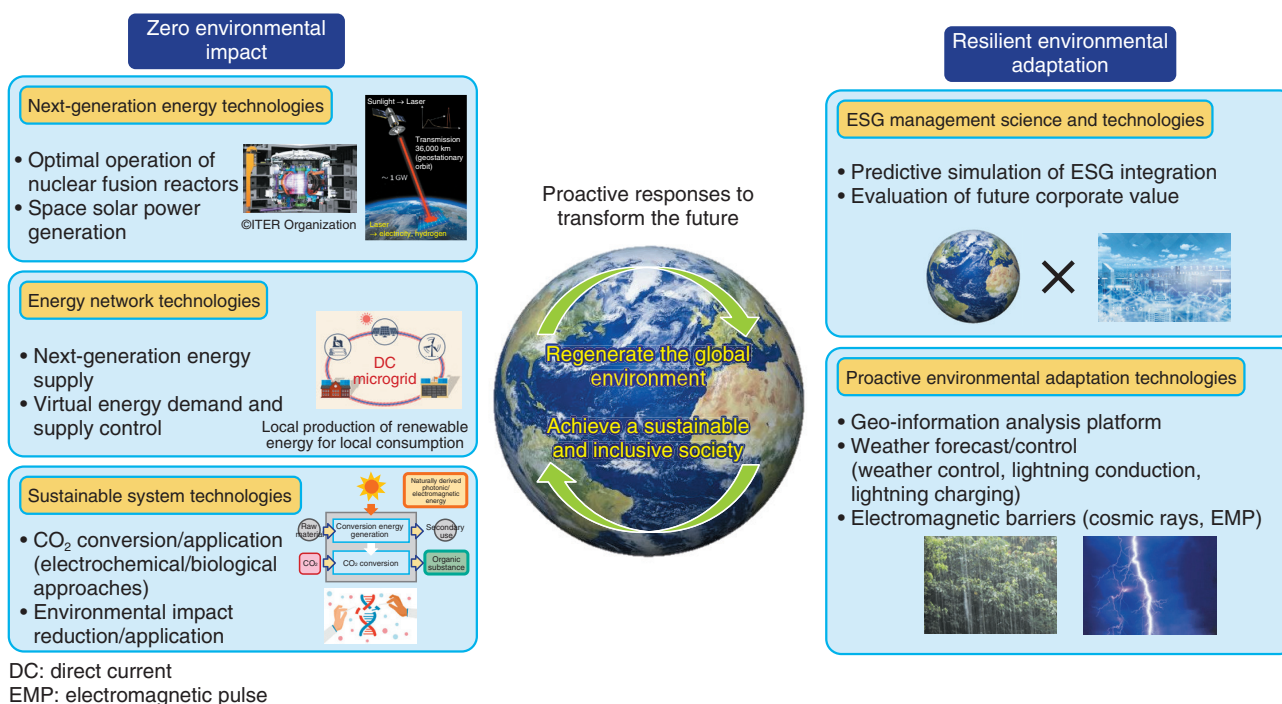 Zero environmental
impact
Next-generation energy technologies
• Optimal operation of
nuclear fusion reactors
• Space solar power
generation
©ITER Organization
Sunlight → Laser
Transmission
36,000 km
(geostationary
orbit)
~ 1 GW
Laser
→ electricity, hydrogen
Energy network technologies
• Next-generation energy
supply
• Virtual energy demand and
supply control
DC
microgrid
Local production of renewable
energy for local consumption
Sustainable system technologies
• CO₂ conversion/application
(electrochemical/biological
approaches)
• Environmental impact
reduction/application
Naturally derived
photonic/
electromagnetic
energy
Raw
material
Conversion energy
generation
Secondary
use
CO₂
CO₂ conversion
Organic
substance
DC: direct current
EMP: electromagnetic pulse
Proactive responses to
transform the future
Regenerate the global
environment
Achieve a sustainable
and inclusive society
Resilient environmental
adaptation
ESG management science and technologies
• Predictive simulation of ESG integration
• Evaluation of future corporate value
×
Proactive environmental adaptation technologies
• Geo-information analysis platform
• Weather forecast/control
(weather control, lightning conduction,
lightning charging)
• Electromagnetic barriers (cosmic rays, EMP)